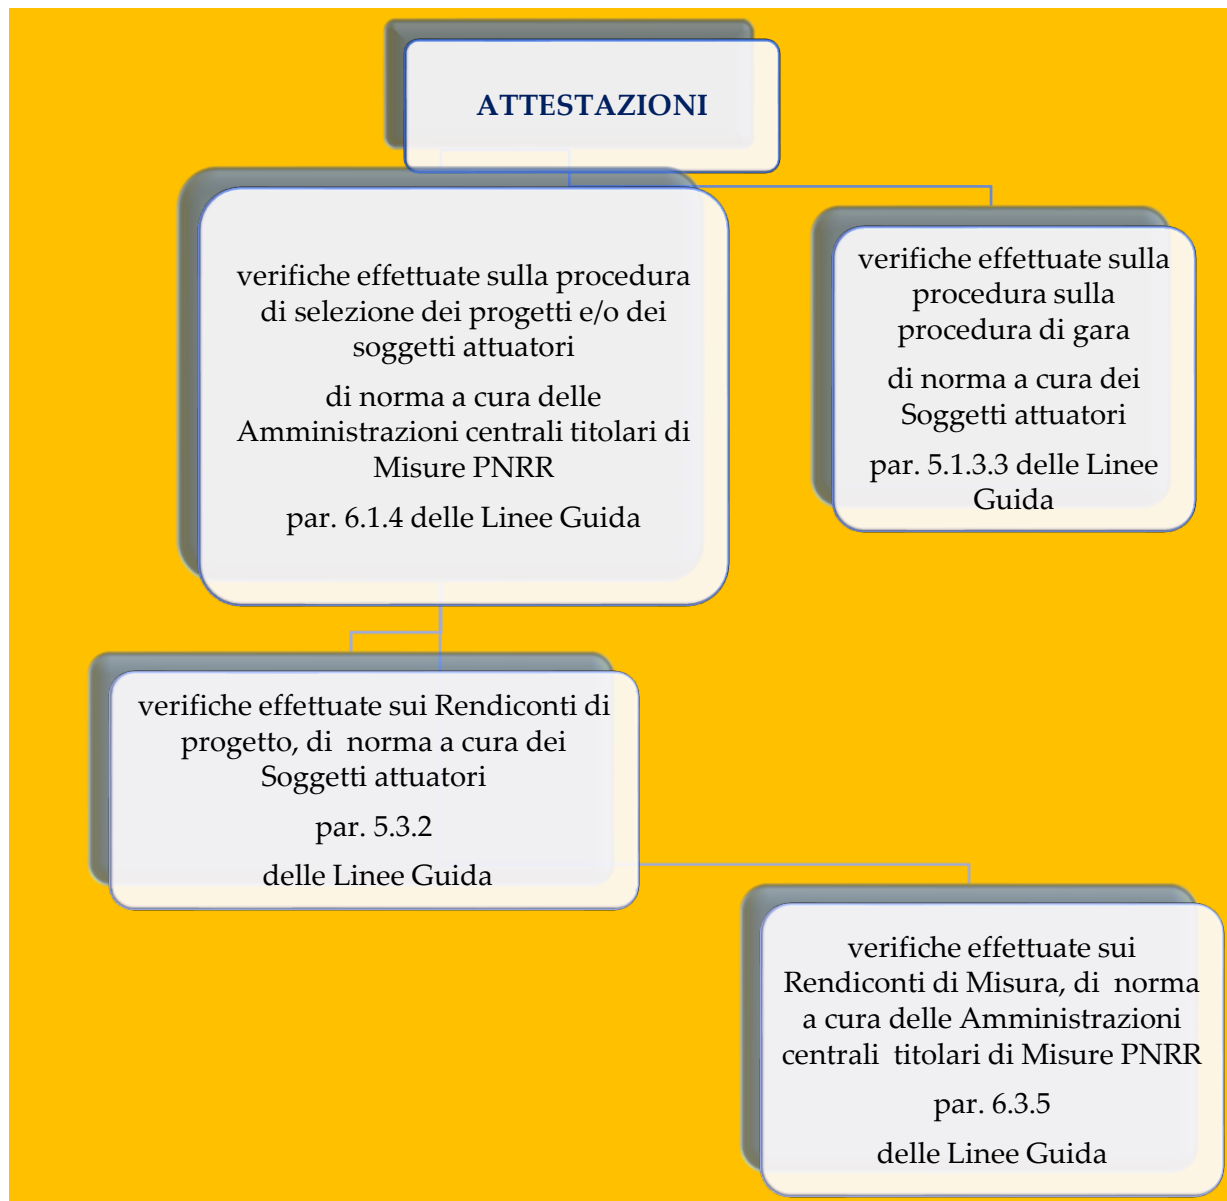 ATTESTAZIONI
verifiche effettuate sulla procedura
di selezione dei progetti e/o dei
soggetti attuatori
di norma a cura delle
Amministrazioni centrali titolari di
Misure PNRR
par. 6.1.4 delle Linee Guida
verifiche effettuate sulla
procedura sulla
procedura di gara
di norma a cura dei
Soggetti attuatori
par. 5.1.3.3 delle Linee
Guida
verifiche effettuate sui Rendiconti di
progetto, di norma a cura dei
Soggetti attuatori
par. 5.3.2
delle Linee Guida
verifiche effettuate sui
Rendiconti di Misura, di norma
a cura delle Amministrazioni
centrali titolari di Misure PNRR
par. 6.3.5
delle Linee Guida